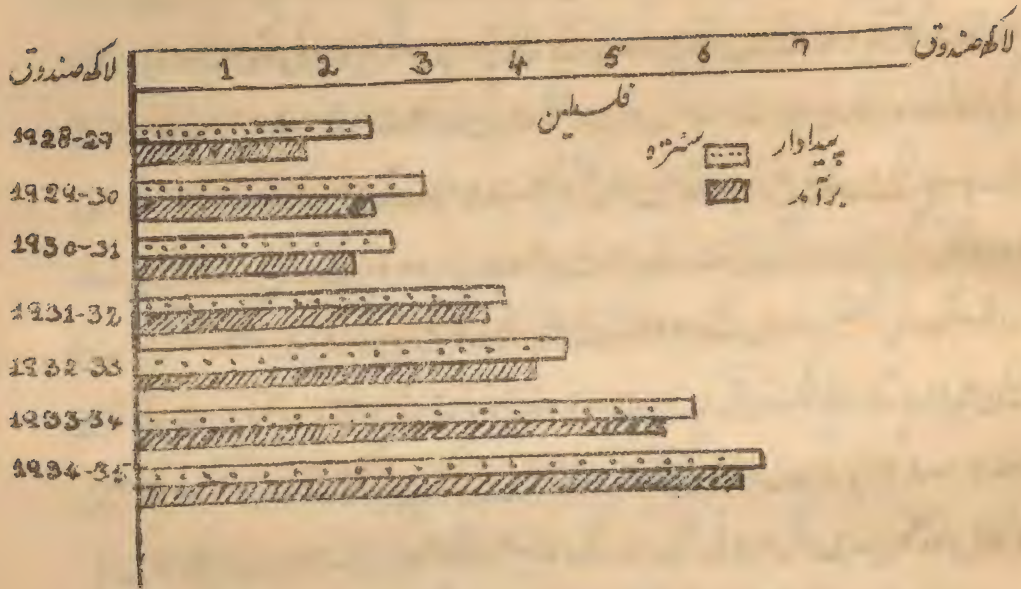 لاکھ صندوق 1 2 3 4 5 6 7 لاکھ صندوق
فلسطین
پیداوار سنترہ
برآمد
1928-29
1929-30
1930-31
1931-32
1932-33
1933-34
1934-35